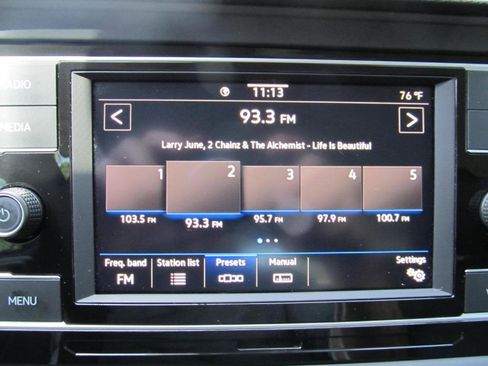 RADIO
MEDIA
MENU
11:13
76 °F
< 93.3 FM >
Larry June, 2 Chainz & The Alchemist - Life Is Beautiful
1 2 3 4 5
103.5 FM 93.3 FM 95.7 FM 97.9 FM 100.7 FM
Freq. band Station list Presets Manual Settings
FM